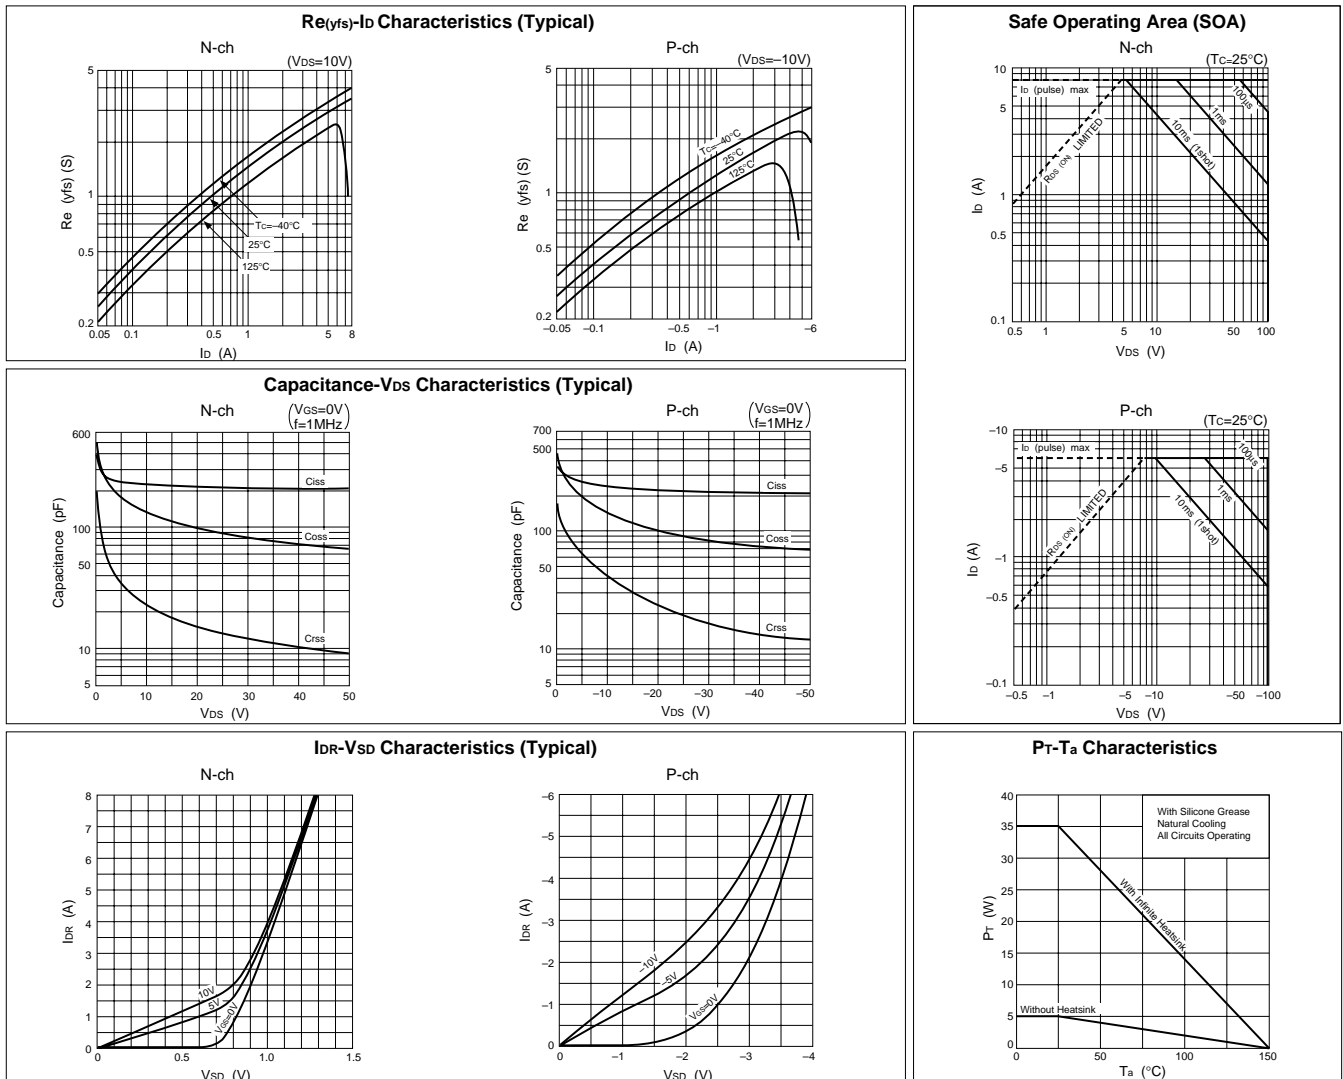 Re(yfs)-ID Characteristics (Typical)
N-ch
(VDS=10V)
5
1
0.5
0.2
Re (yfs) (S)
TC=–40°C
25°C
125°C
0.05 0.1 0.5 1 5 8
ID (A)
P-ch
(VDS=–10V)
5
1
0.5
0.2
Re (yfs) (S)
TC=–40°C
25°C
125°C
–0.05 –0.1 –0.5 –1 –6
ID (A)
Safe Operating Area (SOA)
N-ch
(TC=25°C)
10
5
1
0.5
0.1
ID (A)
ID (pulse) max
RDS (ON) LIMITED
10ms (1shot)
1ms
100µs
0.5 1 5 10 50 100
VDS (V)
P-ch
(TC=25°C)
–10
–5
–1
–0.5
–0.1
ID (A)
ID (pulse) max
RDS (ON) LIMITED
10ms (1shot)
1ms
100µs
–0.5 –1 –5 –10 –50 –100
VDS (V)
Capacitance-VDS Characteristics (Typical)
N-ch
(VGS=0V
f=1MHz)
600
100
50
10
5
Capacitance (pF)
Ciss
Coss
Crss
0 10 20 30 40 50
VDS (V)
P-ch
(VGS=0V
f=1MHz)
700
500
100
50
10
5
Capacitance (pF)
Ciss
Coss
Crss
0 –10 –20 –30 –40 –50
VDS (V)
IDR-VSD Characteristics (Typical)
N-ch
8
7
6
5
4
3
2
1
0
IDR (A)
10V
5V
VGS=0V
0 0.5 1.0 1.5
VSD (V)
P-ch
–6
–5
–4
–3
–2
–1
0
IDR (A)
–10V
–5V
VGS=0V
0 –1 –2 –3 –4
VSD (V)
PT-Ta Characteristics
40
35
30
25
20
15
10
5
0
PT (W)
With Silicone Grease
Natural Cooling
All Circuits Operating
With Infinite Heatsink
Without Heatsink
0 50 100 150
Ta (°C)